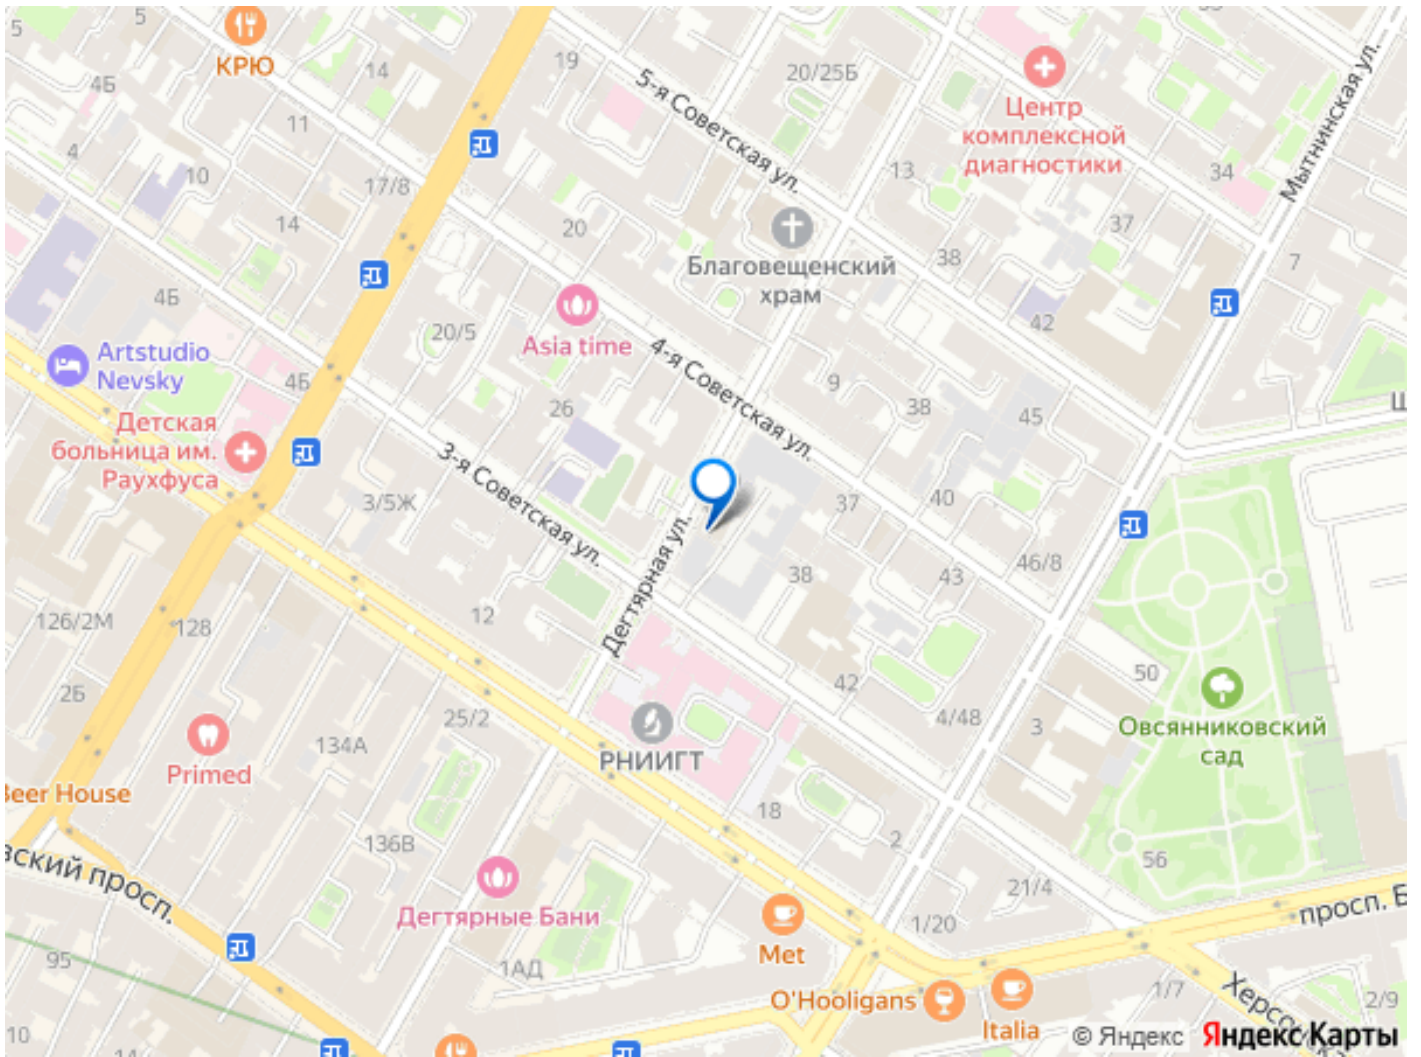 5
5
КРЮ
14
19
4Б
11
4
10
17/8
14
20
5-я Советская ул.
20/25Б
Центр
комплексной
диагностики
13
34
Мытнинская ул.
37
38
7
Благовещенский
храм
42
4Б
20/5
Asia time
Artstudio
Nevsky
4Б
Детская
больница им.
Раухфуса
26
4-я Советская ул.
9
38
45
3-я Советская ул.
3/5Ж
37
40
Дегтярная ул.
38
43
46/8
12
126/2М
128
2Б
42
50
4/48
3
Овсянниковский
сад
25/2
134А
РНИИГТ
Primed
Beer House
18
2
136В
56
вский просп.
21/4
Дегтярные Бани
1/20
просп. Б
Met
95
1АД
O'Hooligans
Italia
1/7
2/9
10
14
© Яндекс Яндекс Карты